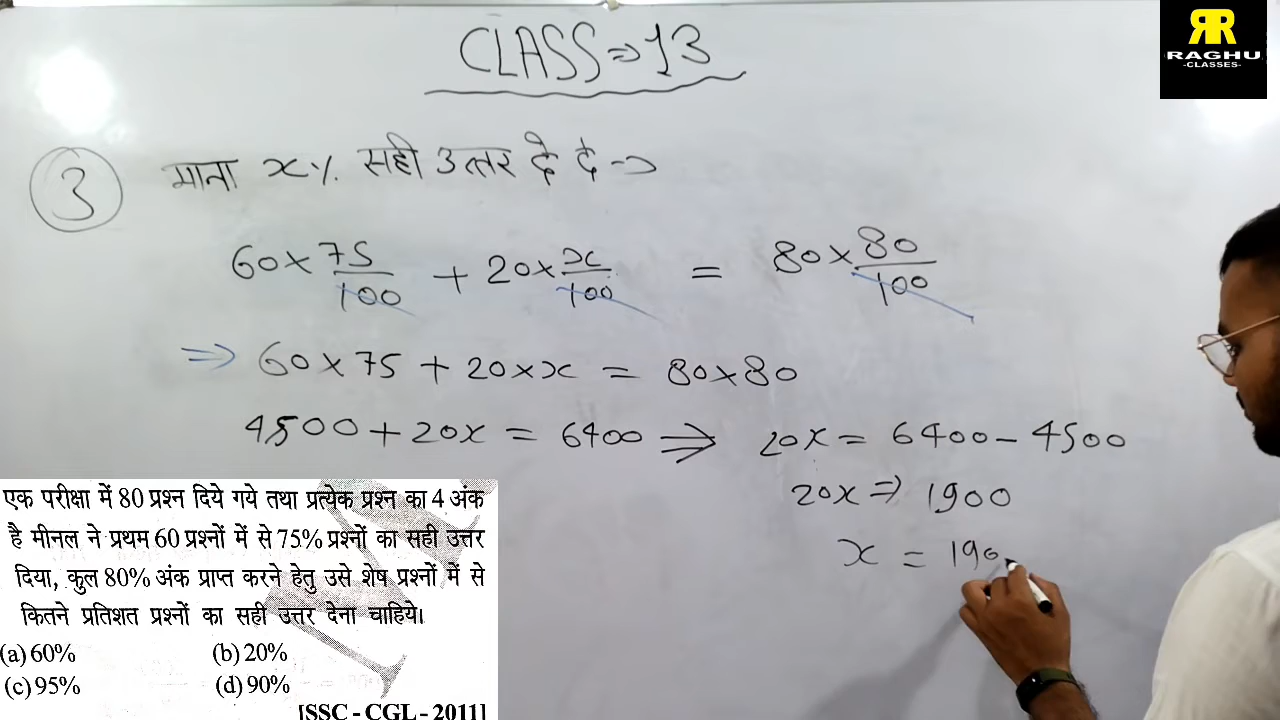 CLASS ⇒ 13
RAGHU
-CLASSES-
3 माना x% सही उत्तर दे दे →
60 × 75/100 + 20 × x/100 = 80 × 80/100
⇒ 60 × 75 + 20 × x = 80 × 80
4500 + 20x = 6400 ⇒ 20x = 6400 - 4500
20x ⇒ 1900
x = 190
एक परीक्षा में 80 प्रश्न दिये गये तथा प्रत्येक प्रश्न का 4 अंक
है मीनल ने प्रथम 60 प्रश्नों में से 75% प्रश्नों का सही उत्तर
दिया, कुल 80% अंक प्राप्त करने हेतु उसे शेष प्रश्नों में से
कितने प्रतिशत प्रश्नों का सही उत्तर देना चाहिये।
(a) 60% (b) 20%
(c) 95% (d) 90%
[SSC - CGL - 2011]